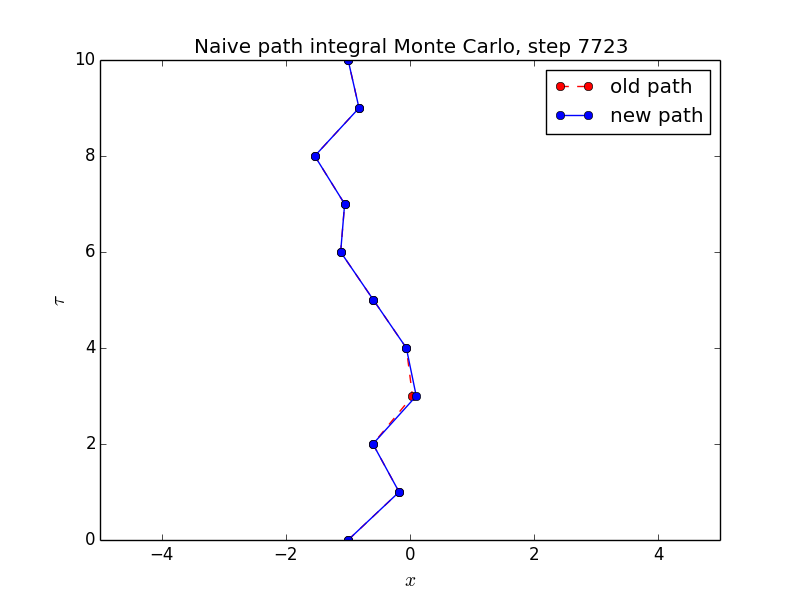 Naive path integral Monte Carlo, step 7723
old path
new path
10
8
6
4
2
0
τ
−4 −2 0 2 4
x